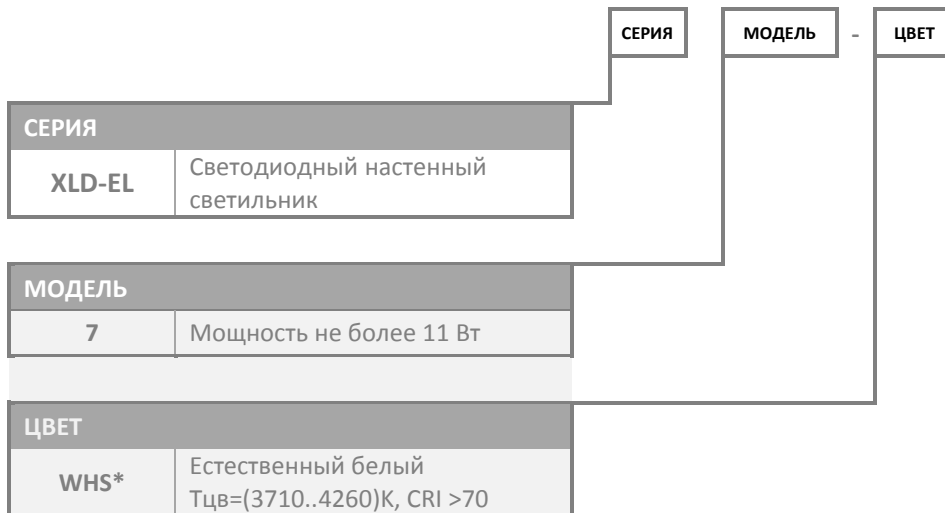 СЕРИЯ МОДЕЛЬ - ЦВЕТ
СЕРИЯ
XLD-EL Светодиодный настенный
светильник
МОДЕЛЬ
7 Мощность не более 11 Вт
ЦВЕТ
WHS* Естественный белый
Тцв=(3710..4260)K, CRI >70